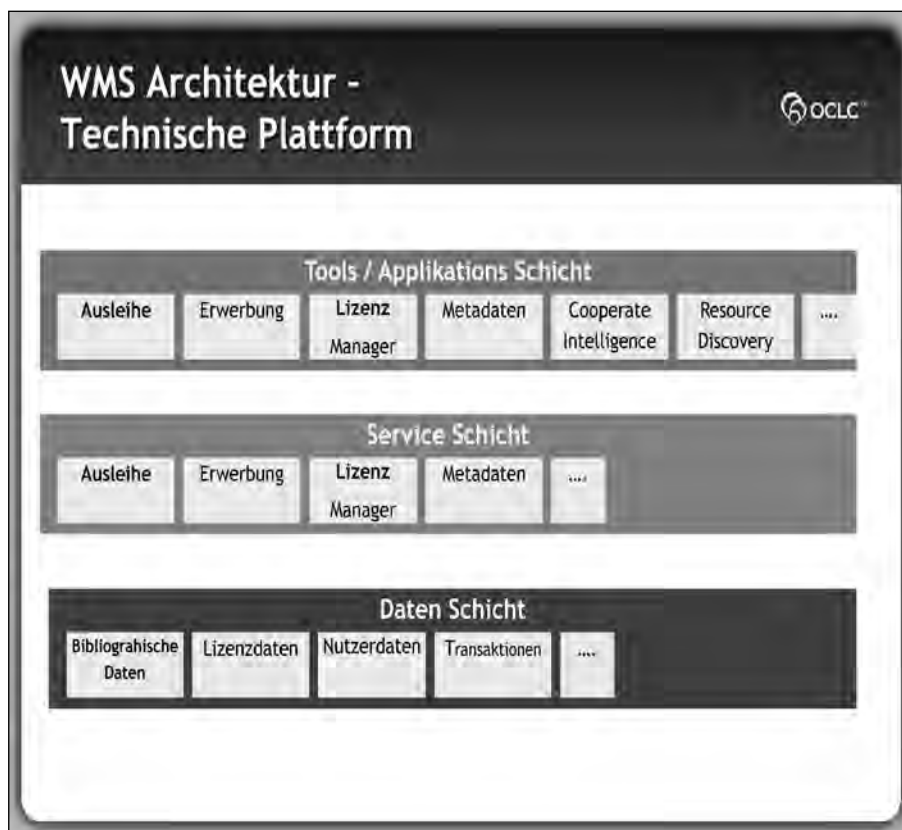 WMS Architektur -
Technische Plattform
OCLC
Tools / Applikations Schicht
Ausleihe
Erwerbung
Lizenz
Manager
Metadaten
Cooperate
Intelligence
Resource
Discovery
....
Service Schicht
Ausleihe
Erwerbung
Lizenz
Manager
Metadaten
....
Daten Schicht
Bibliograhische
Daten
Lizenzdaten
Nutzerdaten
Transaktionen
....